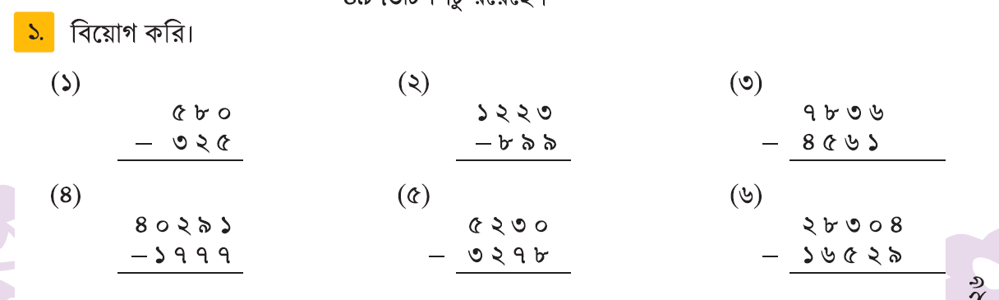 ১. বিয়োগ করি।
(১) (২) (৩)
৫৮০ ১২২৩ ৭৮৩৬
– ৩২৫ –৮৯৯ – ৪৫৬১
(৪) (৫) (৬)
৪০২৯১ ৫২৩০ ২৮৩০৪
–১৭৭৭ – ৩২৭৮ – ১৬৫২৯